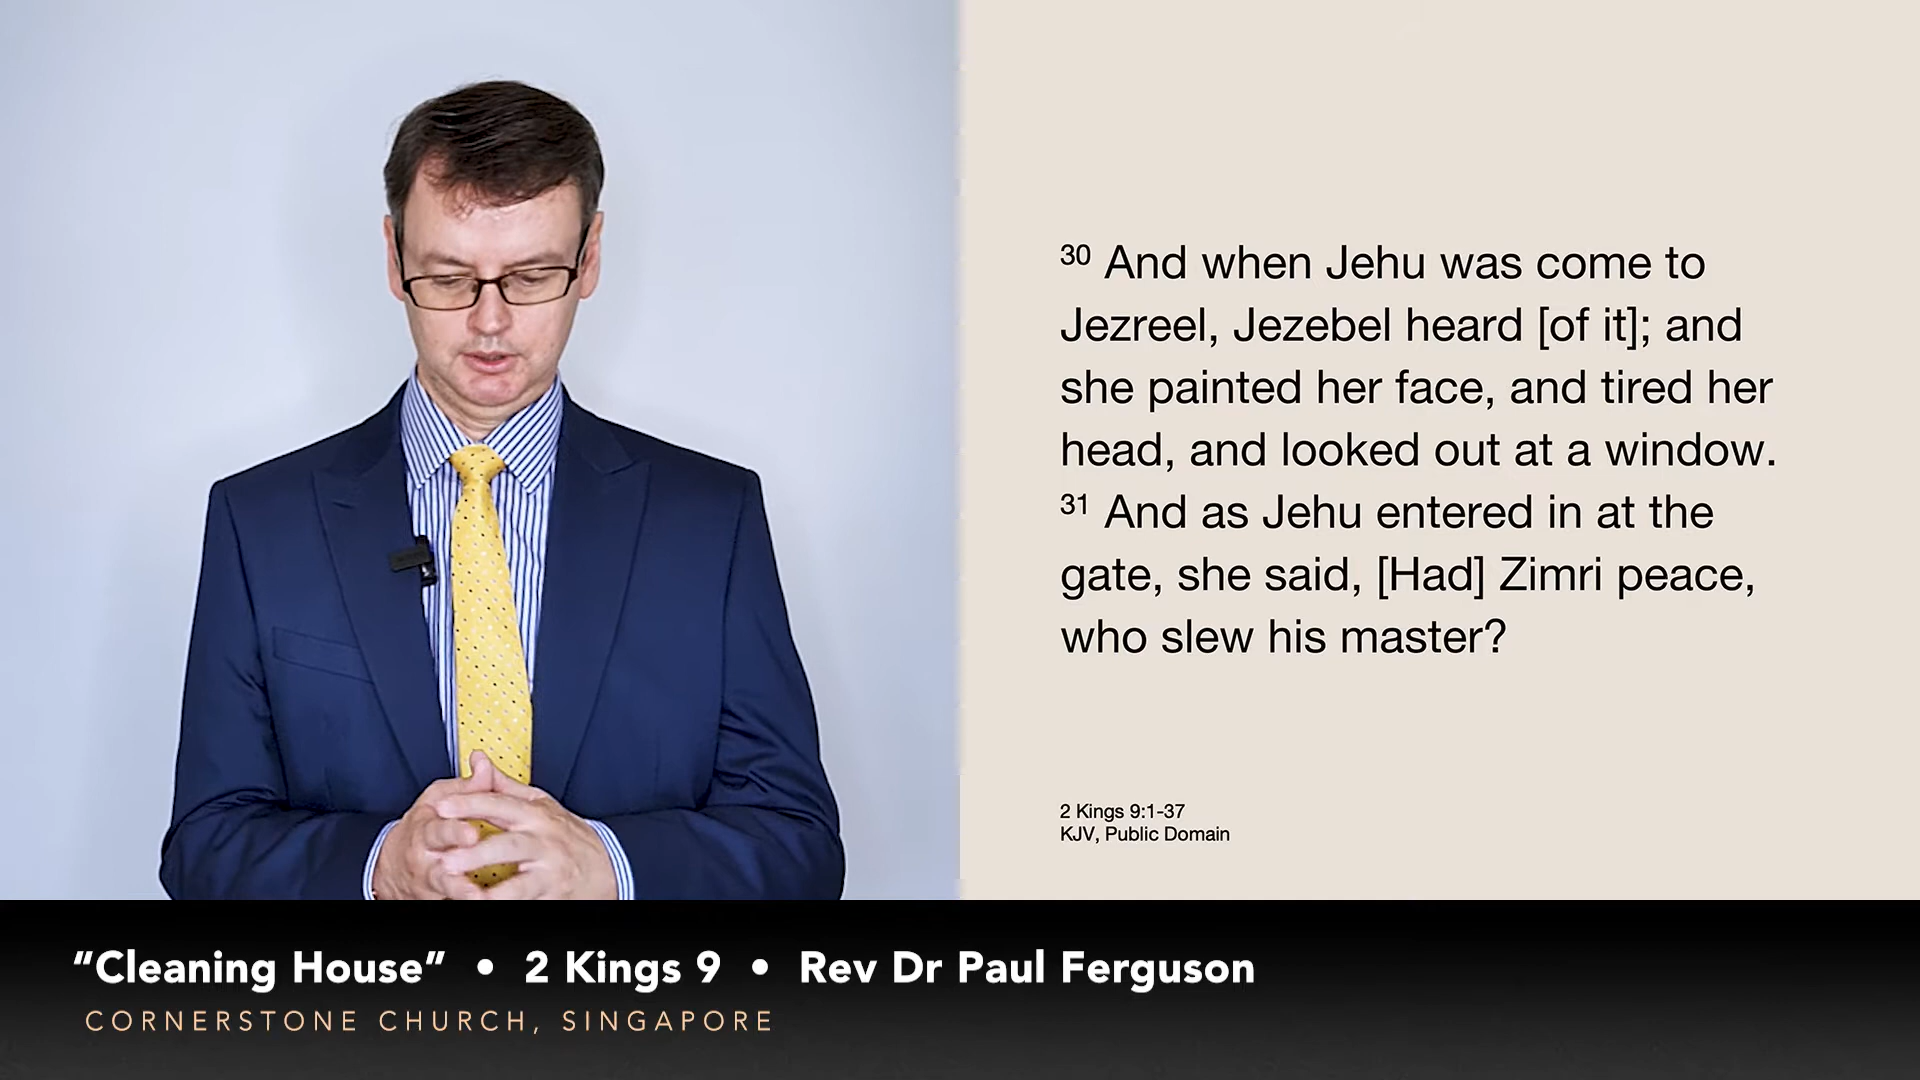 30 And when Jehu was come to
Jezreel, Jezebel heard [of it]; and
she painted her face, and tired her
head, and looked out at a window.
31 And as Jehu entered in at the
gate, she said, [Had] Zimri peace,
who slew his master?
2 Kings 9:1-37
KJV, Public Domain
“Cleaning House” • 2 Kings 9 • Rev Dr Paul Ferguson
CORNERSTONE CHURCH, SINGAPORE